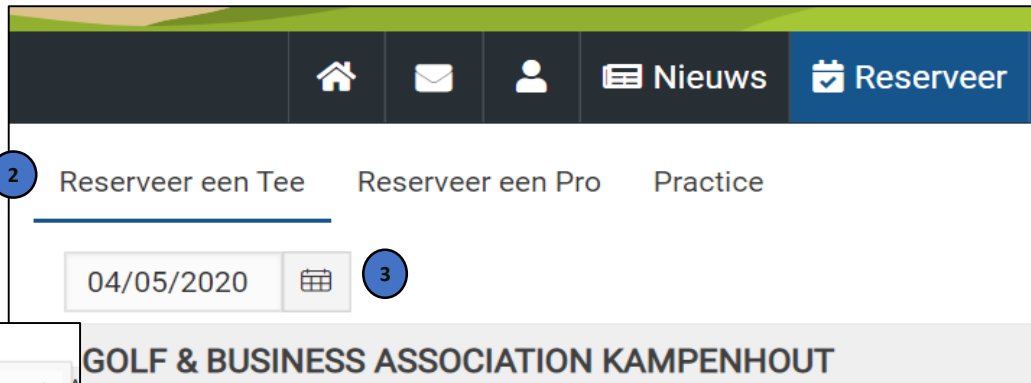 Nieuws Reserveer
2 Reserveer een Tee Reserveer een Pro Practice
04/05/2020 3
GOLF & BUSINESS ASSOCIATION KAMPENHOUT